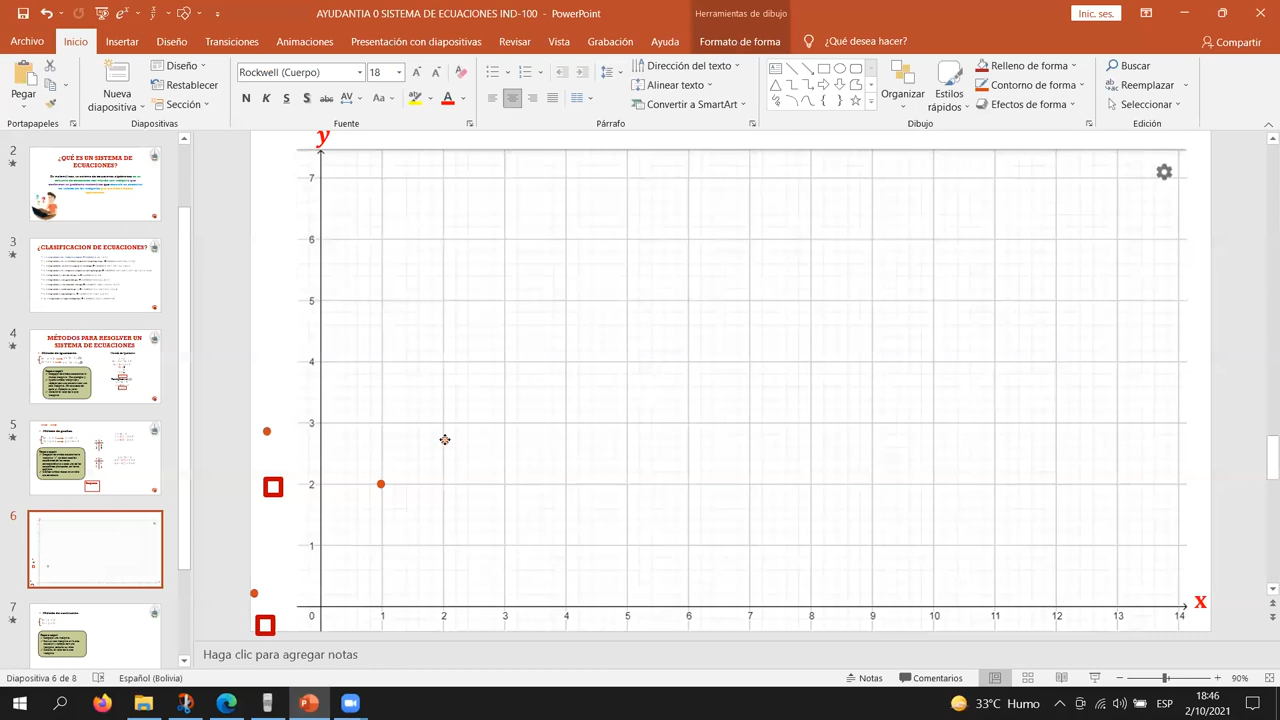 AYUDANTIA 0 SISTEMA DE ECUACIONES IND-100 - PowerPoint
Herramientas de dibujo
Inic. ses.
Archivo Inicio Insertar Diseño Transiciones Animaciones Presentación con diapositivas Revisar Vista Grabación Ayuda Formato de forma ¿Qué desea hacer? Compartir
Pegar
Nueva diapositiva
Diseño
Restablecer
Sección
Rockwell (Cuerpo) 18
N K S S abc AV Aa A
Dirección del texto
Alinear texto
Convertir a SmartArt
Organizar
Estilos rápidos
Relleno de forma
Contorno de forma
Efectos de forma
Buscar
Reemplazar
Seleccionar
Portapapeles Diapositivas Fuente Párrafo Dibujo Edición
2
¿QUÉ ES UN SISTEMA DE
ECUACIONES?
3
¿CLASIFICACION DE ECUACIONES?
4
MÉTODOS PARA RESOLVER UN
SISTEMA DE ECUACIONES
5
6
7
y
7
6
5
4
3
2
1
0 1 2 3 4 5 6 7 8 9 10 11 12 13 14
x
Haga clic para agregar notas
Diapositiva 6 de 8 Español (Bolivia) Notas Comentarios 90%
33°C Humo ESP 18:46
2/10/2021